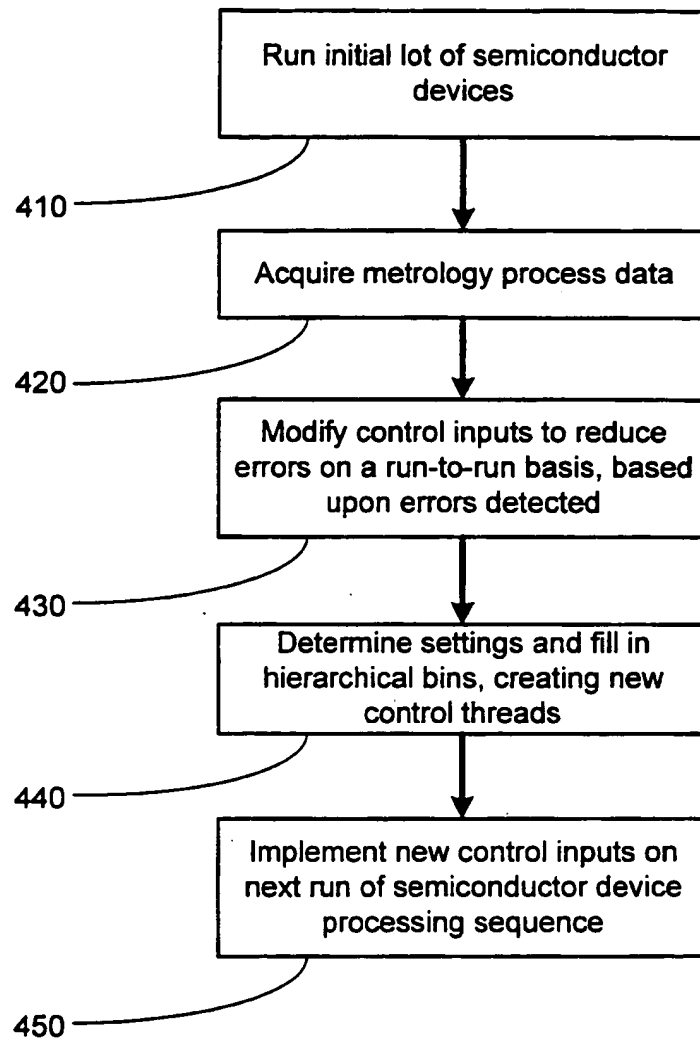 Run initial lot of semiconductor
devices
410
Acquire metrology process data
420
Modify control inputs to reduce
errors on a run-to-run basis, based
upon errors detected
430
Determine settings and fill in
hierarchical bins, creating new
control threads
440
Implement new control inputs on
next run of semiconductor device
processing sequence
450